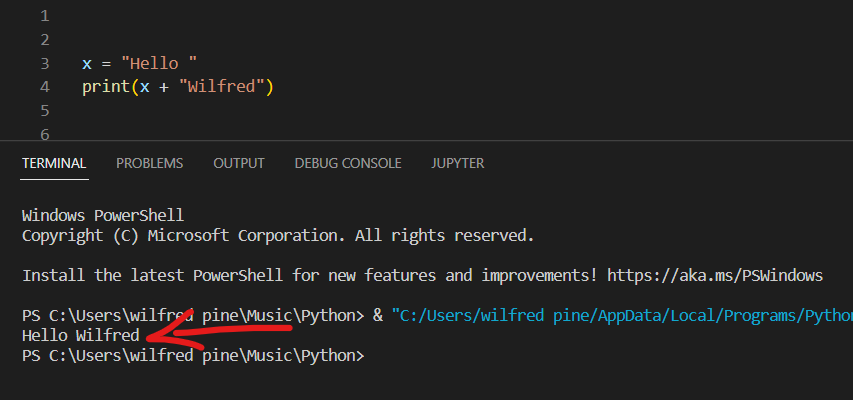 1
2
3 x = "Hello "
4 print(x + "Wilfred")
5
6
TERMINAL PROBLEMS OUTPUT DEBUG CONSOLE JUPYTER
Windows PowerShell
Copyright (C) Microsoft Corporation. All rights reserved.
Install the latest PowerShell for new features and improvements! https://aka.ms/PSWindows
PS C:\Users\wilfred pine\Music\Python> & "C:/Users/wilfred pine/AppData/Local/Programs/Python
Hello Wilfred
PS C:\Users\wilfred pine\Music\Python>